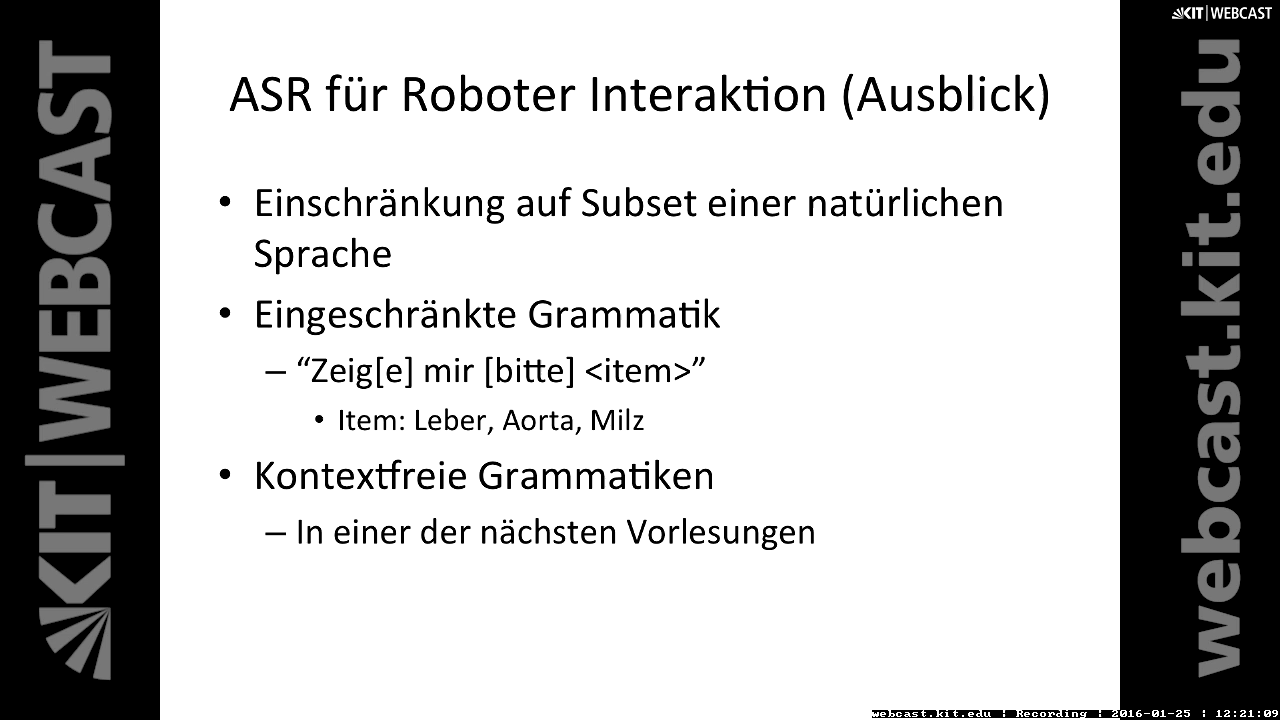 KIT|WEBCAST
KIT|WEBCAST
webcast.kit.edu
ASR für Roboter Interaktion (Ausblick)
• Einschränkung auf Subset einer natürlichen
Sprache
• Eingeschränkte Grammatik
– “Zeig[e] mir [bitte] <item>”
• Item: Leber, Aorta, Milz
• Kontextfreie Grammatiken
– In einer der nächsten Vorlesungen
webcast.kit.edu | Recording | 2016-01-25 | 12:21:09